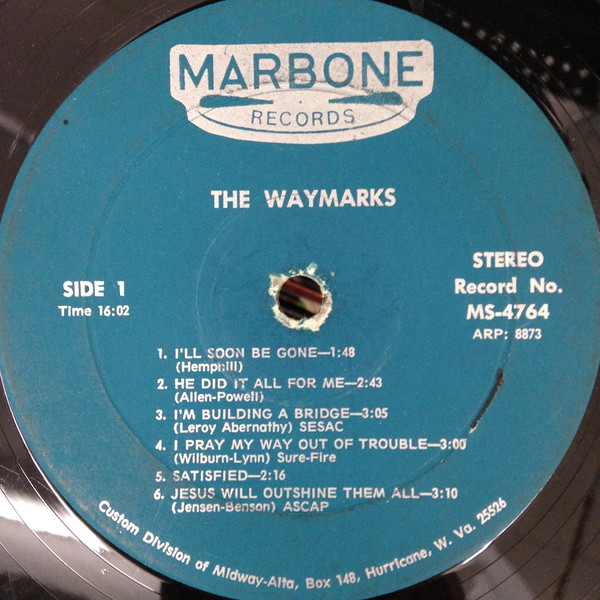 MARBONE
RECORDS
THE WAYMARKS
SIDE 1
Time 16:02
STEREO
Record No.
MS-4764
ARP: 8873
1. I'LL SOON BE GONE—1:48
(Hemphill)
2. HE DID IT ALL FOR ME—2:43
(Allen-Powell)
3. I'M BUILDING A BRIDGE—3:05
(Leroy Abernathy) SESAC
4. I PRAY MY WAY OUT OF TROUBLE—3:00
(Wilburn-Lynn) Sure-Fire
5. SATISFIED—2:16
6. JESUS WILL OUTSHINE THEM ALL—3:10
(Jensen-Benson) ASCAP
Custom Division of Midway-Alta, Box 148, Hurricane, W. Va. 25526